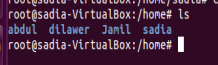 root@sadia-VirtualBox:/home# ls
abdul  dilawer  Jamil  sadia
root@sadia-VirtualBox:/home#